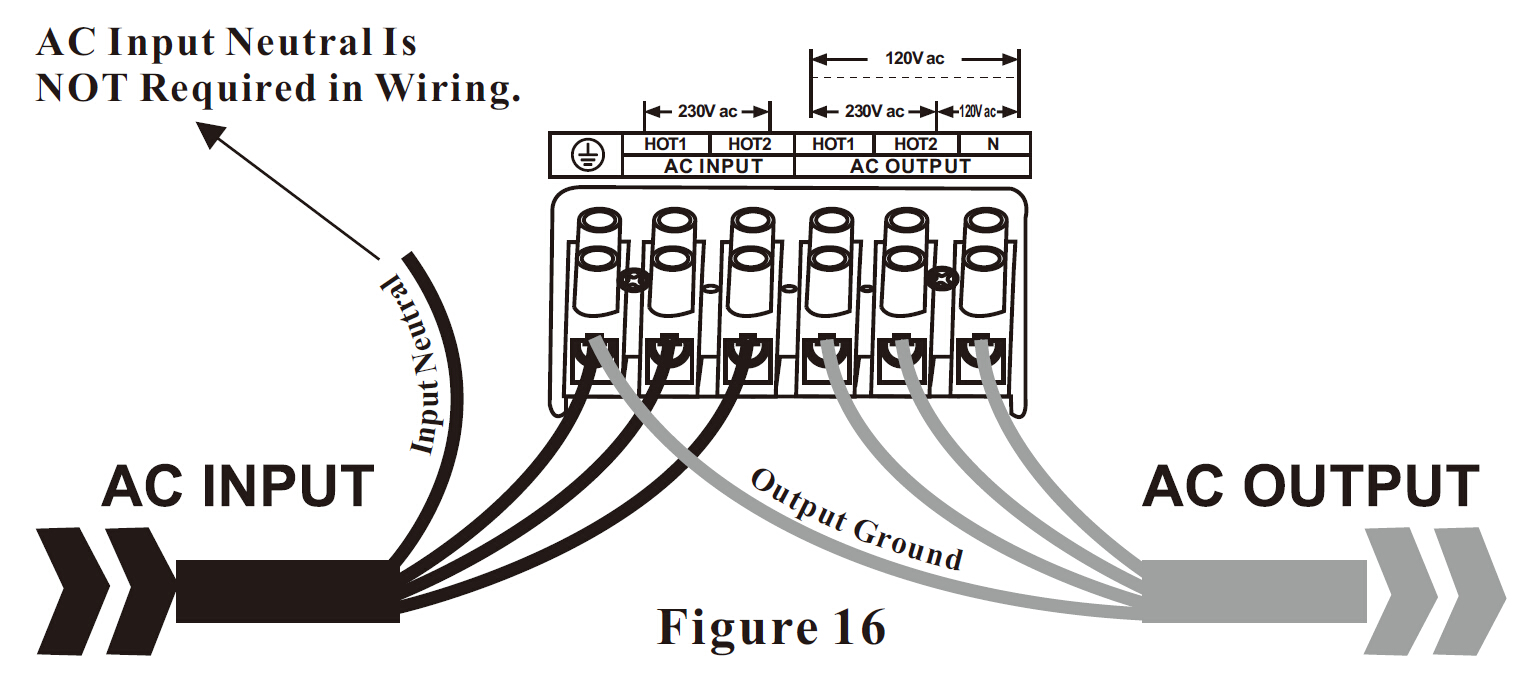 AC Input Neutral Is
NOT Required in Wiring.
120V ac
230V ac
230V ac
120V ac
HOT1
HOT2
HOT1
HOT2
N
AC INPUT
AC OUTPUT
Input Neutral
AC INPUT
Output Ground
AC OUTPUT
Figure 16